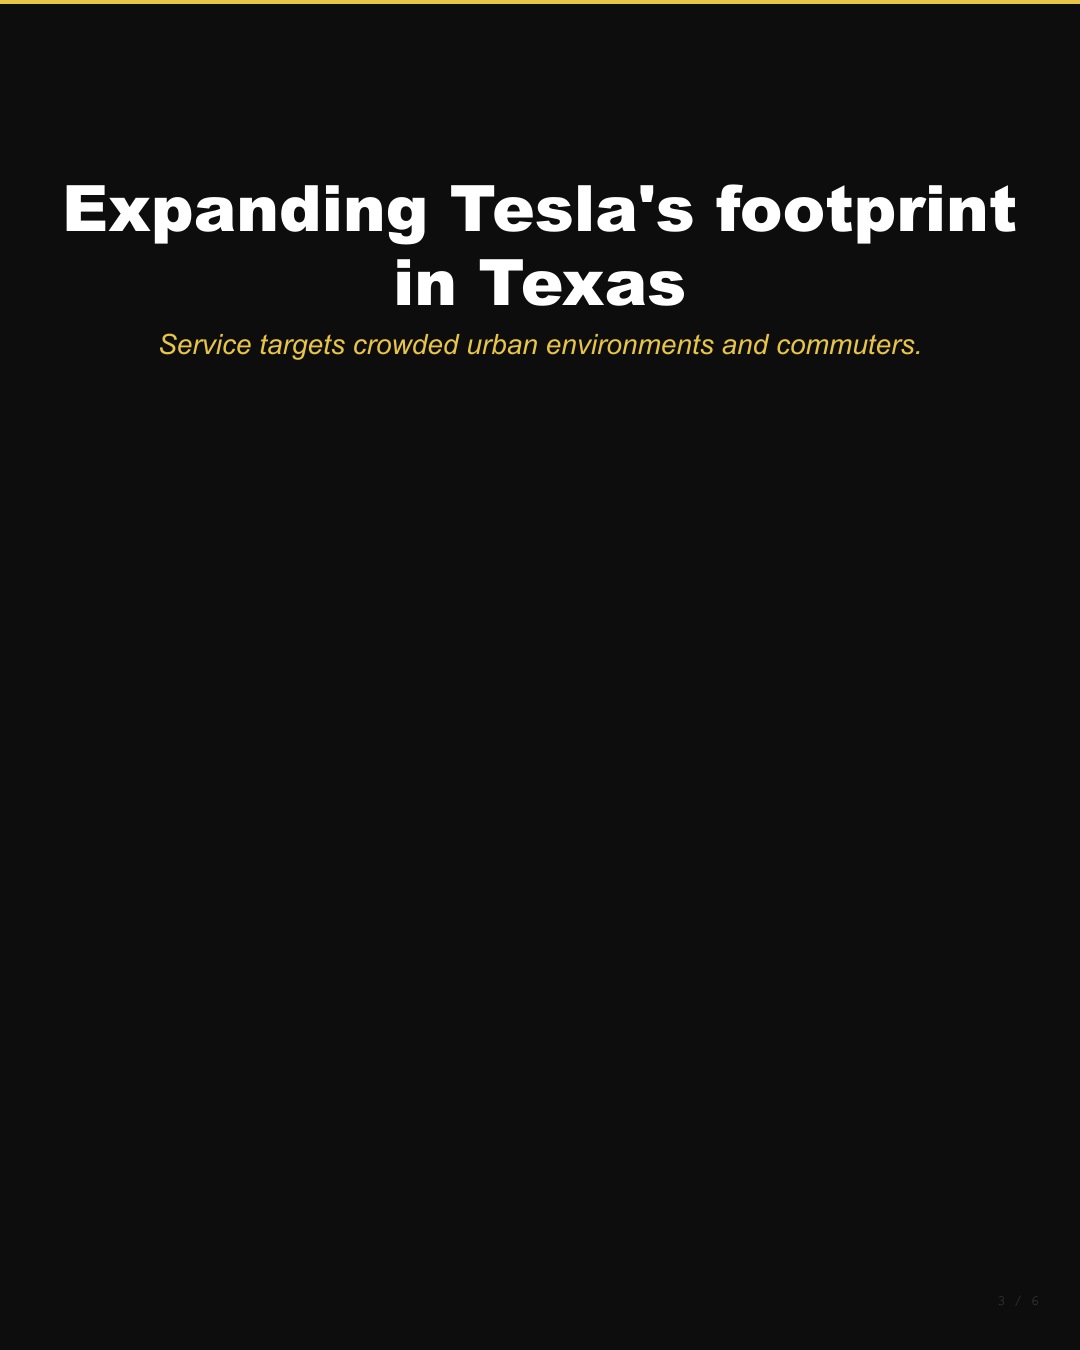 Expanding Tesla's footprint
in Texas
Service targets crowded urban environments and commuters.
3 / 6